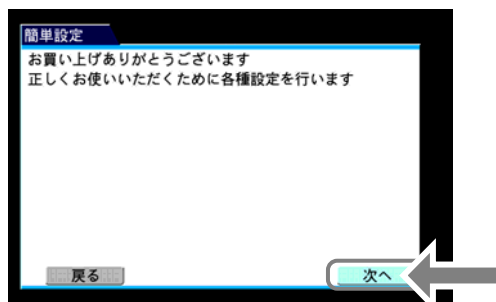 簡単設定
お買い上げありがとうございます
正しくお使いいただくために各種設定を行います
戻る
次へ